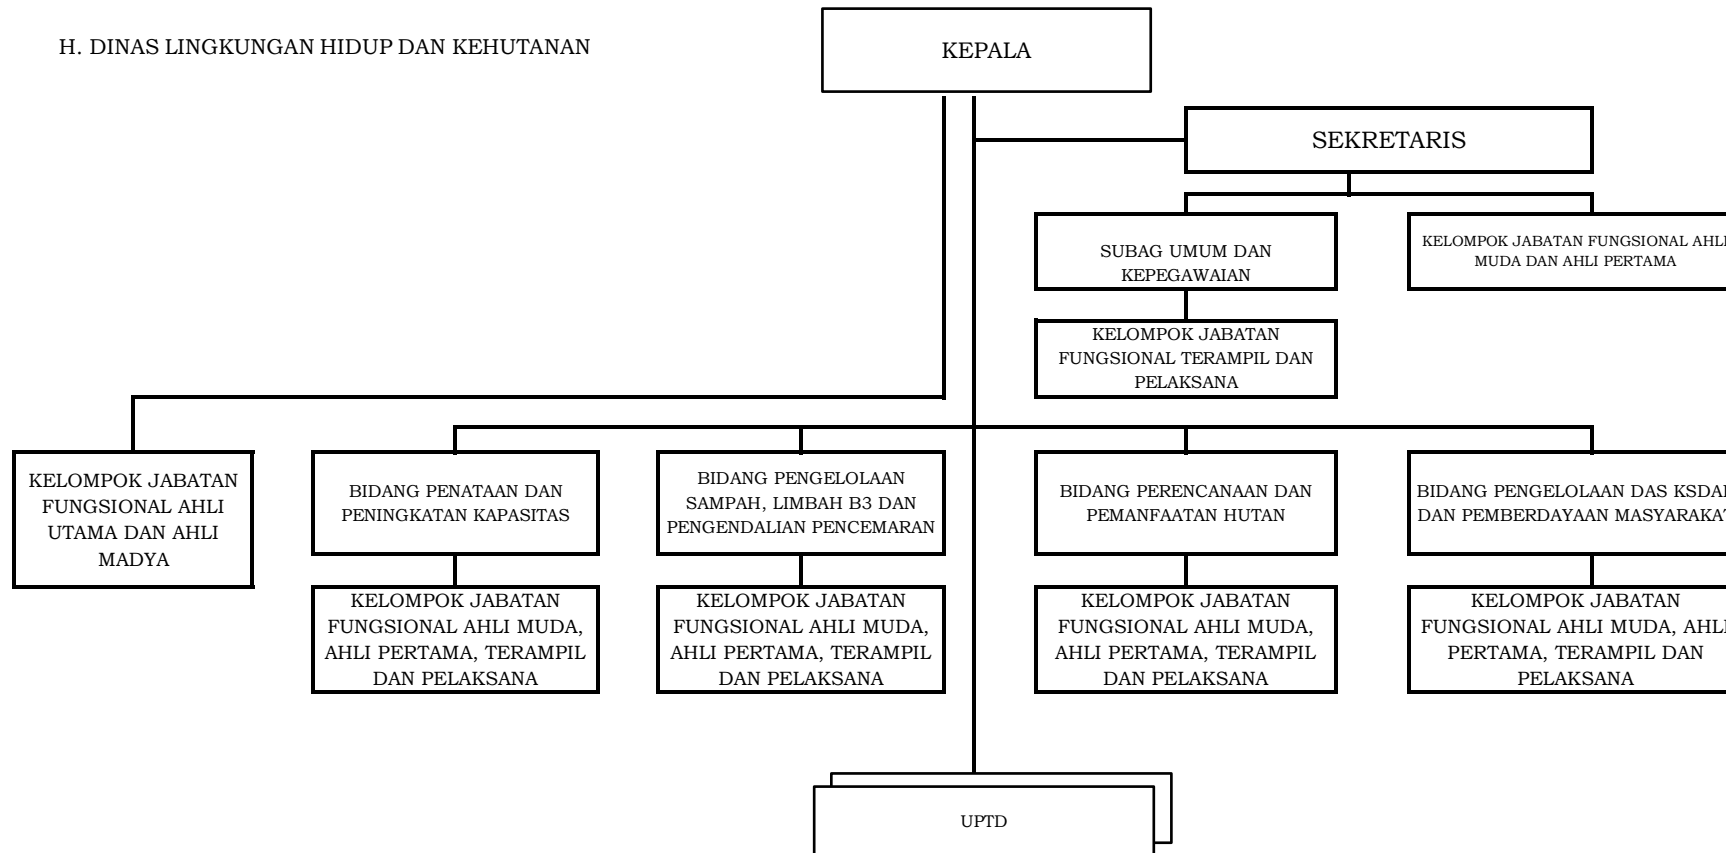 H. DINAS LINGKUNGAN HIDUP DAN KEHUTANAN
KEPALA
SEKRETARIS
SUBAG UMUM DAN
KEPEGAWAIAN
KELOMPOK JABATAN FUNGSIONAL AHLI
MUDA DAN AHLI PERTAMA
KELOMPOK JABATAN
FUNGSIONAL TERAMPIL DAN
PELAKSANA
KELOMPOK JABATAN
FUNGSIONAL AHLI
UTAMA DAN AHLI
MADYA
BIDANG PENATAAN DAN
PENINGKATAN KAPASITAS
BIDANG PENGELOLAAN
SAMPAH, LIMBAH B3 DAN
PENGENDALIAN PENCEMARAN
BIDANG PERENCANAAN DAN
PEMANFAATAN HUTAN
BIDANG PENGELOLAAN DAS KSDAE
DAN PEMBERDAYAAN MASYARAKAT
KELOMPOK JABATAN
FUNGSIONAL AHLI MUDA,
AHLI PERTAMA, TERAMPIL
DAN PELAKSANA
KELOMPOK JABATAN
FUNGSIONAL AHLI MUDA,
AHLI PERTAMA, TERAMPIL
DAN PELAKSANA
KELOMPOK JABATAN
FUNGSIONAL AHLI MUDA,
AHLI PERTAMA, TERAMPIL
DAN PELAKSANA
KELOMPOK JABATAN
FUNGSIONAL AHLI MUDA, AHLI
PERTAMA, TERAMPIL DAN
PELAKSANA
UPTD